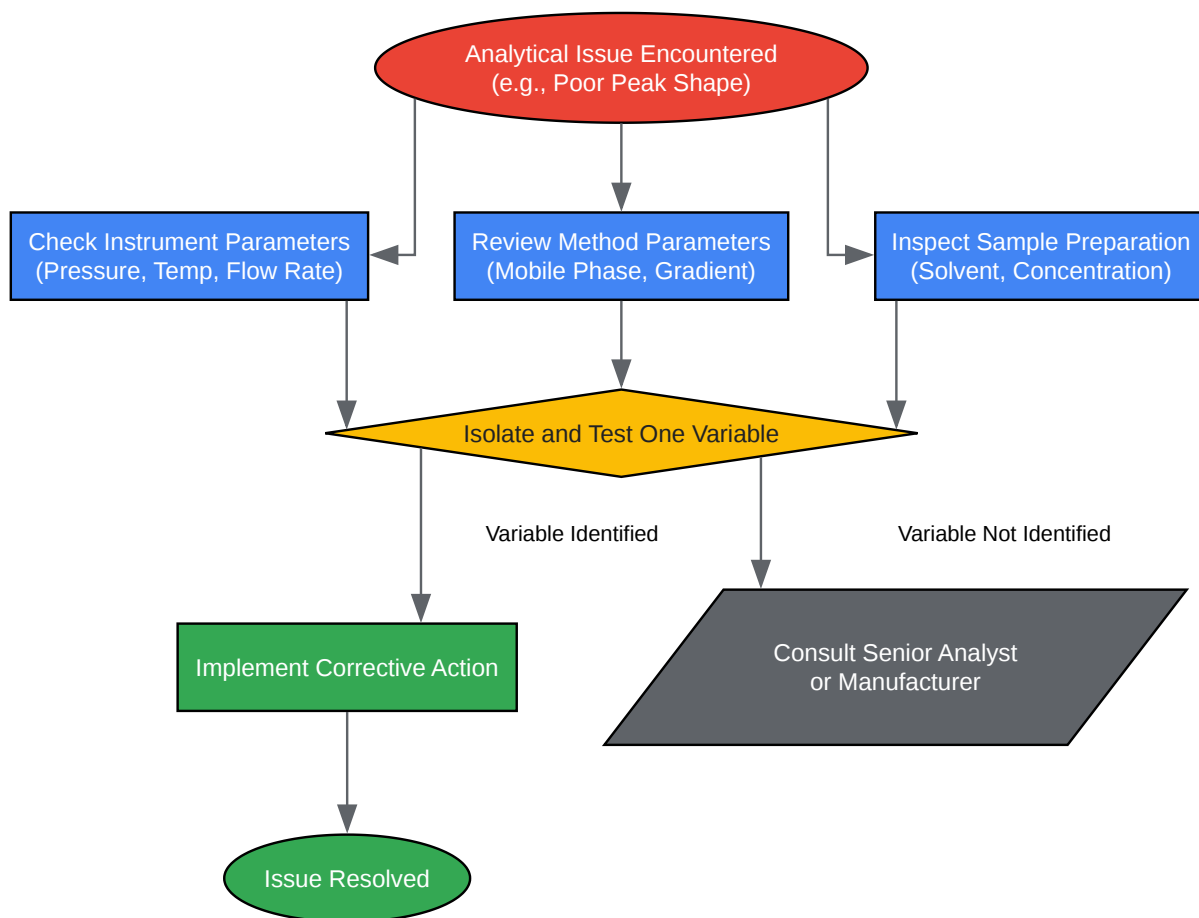 Analytical Issue Encountered
(e.g., Poor Peak Shape)
Check Instrument Parameters
(Pressure, Temp, Flow Rate)
Review Method Parameters
(Mobile Phase, Gradient)
Inspect Sample Preparation
(Solvent, Concentration)
Isolate and Test One Variable
Variable Identified
Variable Not Identified
Implement Corrective Action
Consult Senior Analyst
or Manufacturer
Issue Resolved